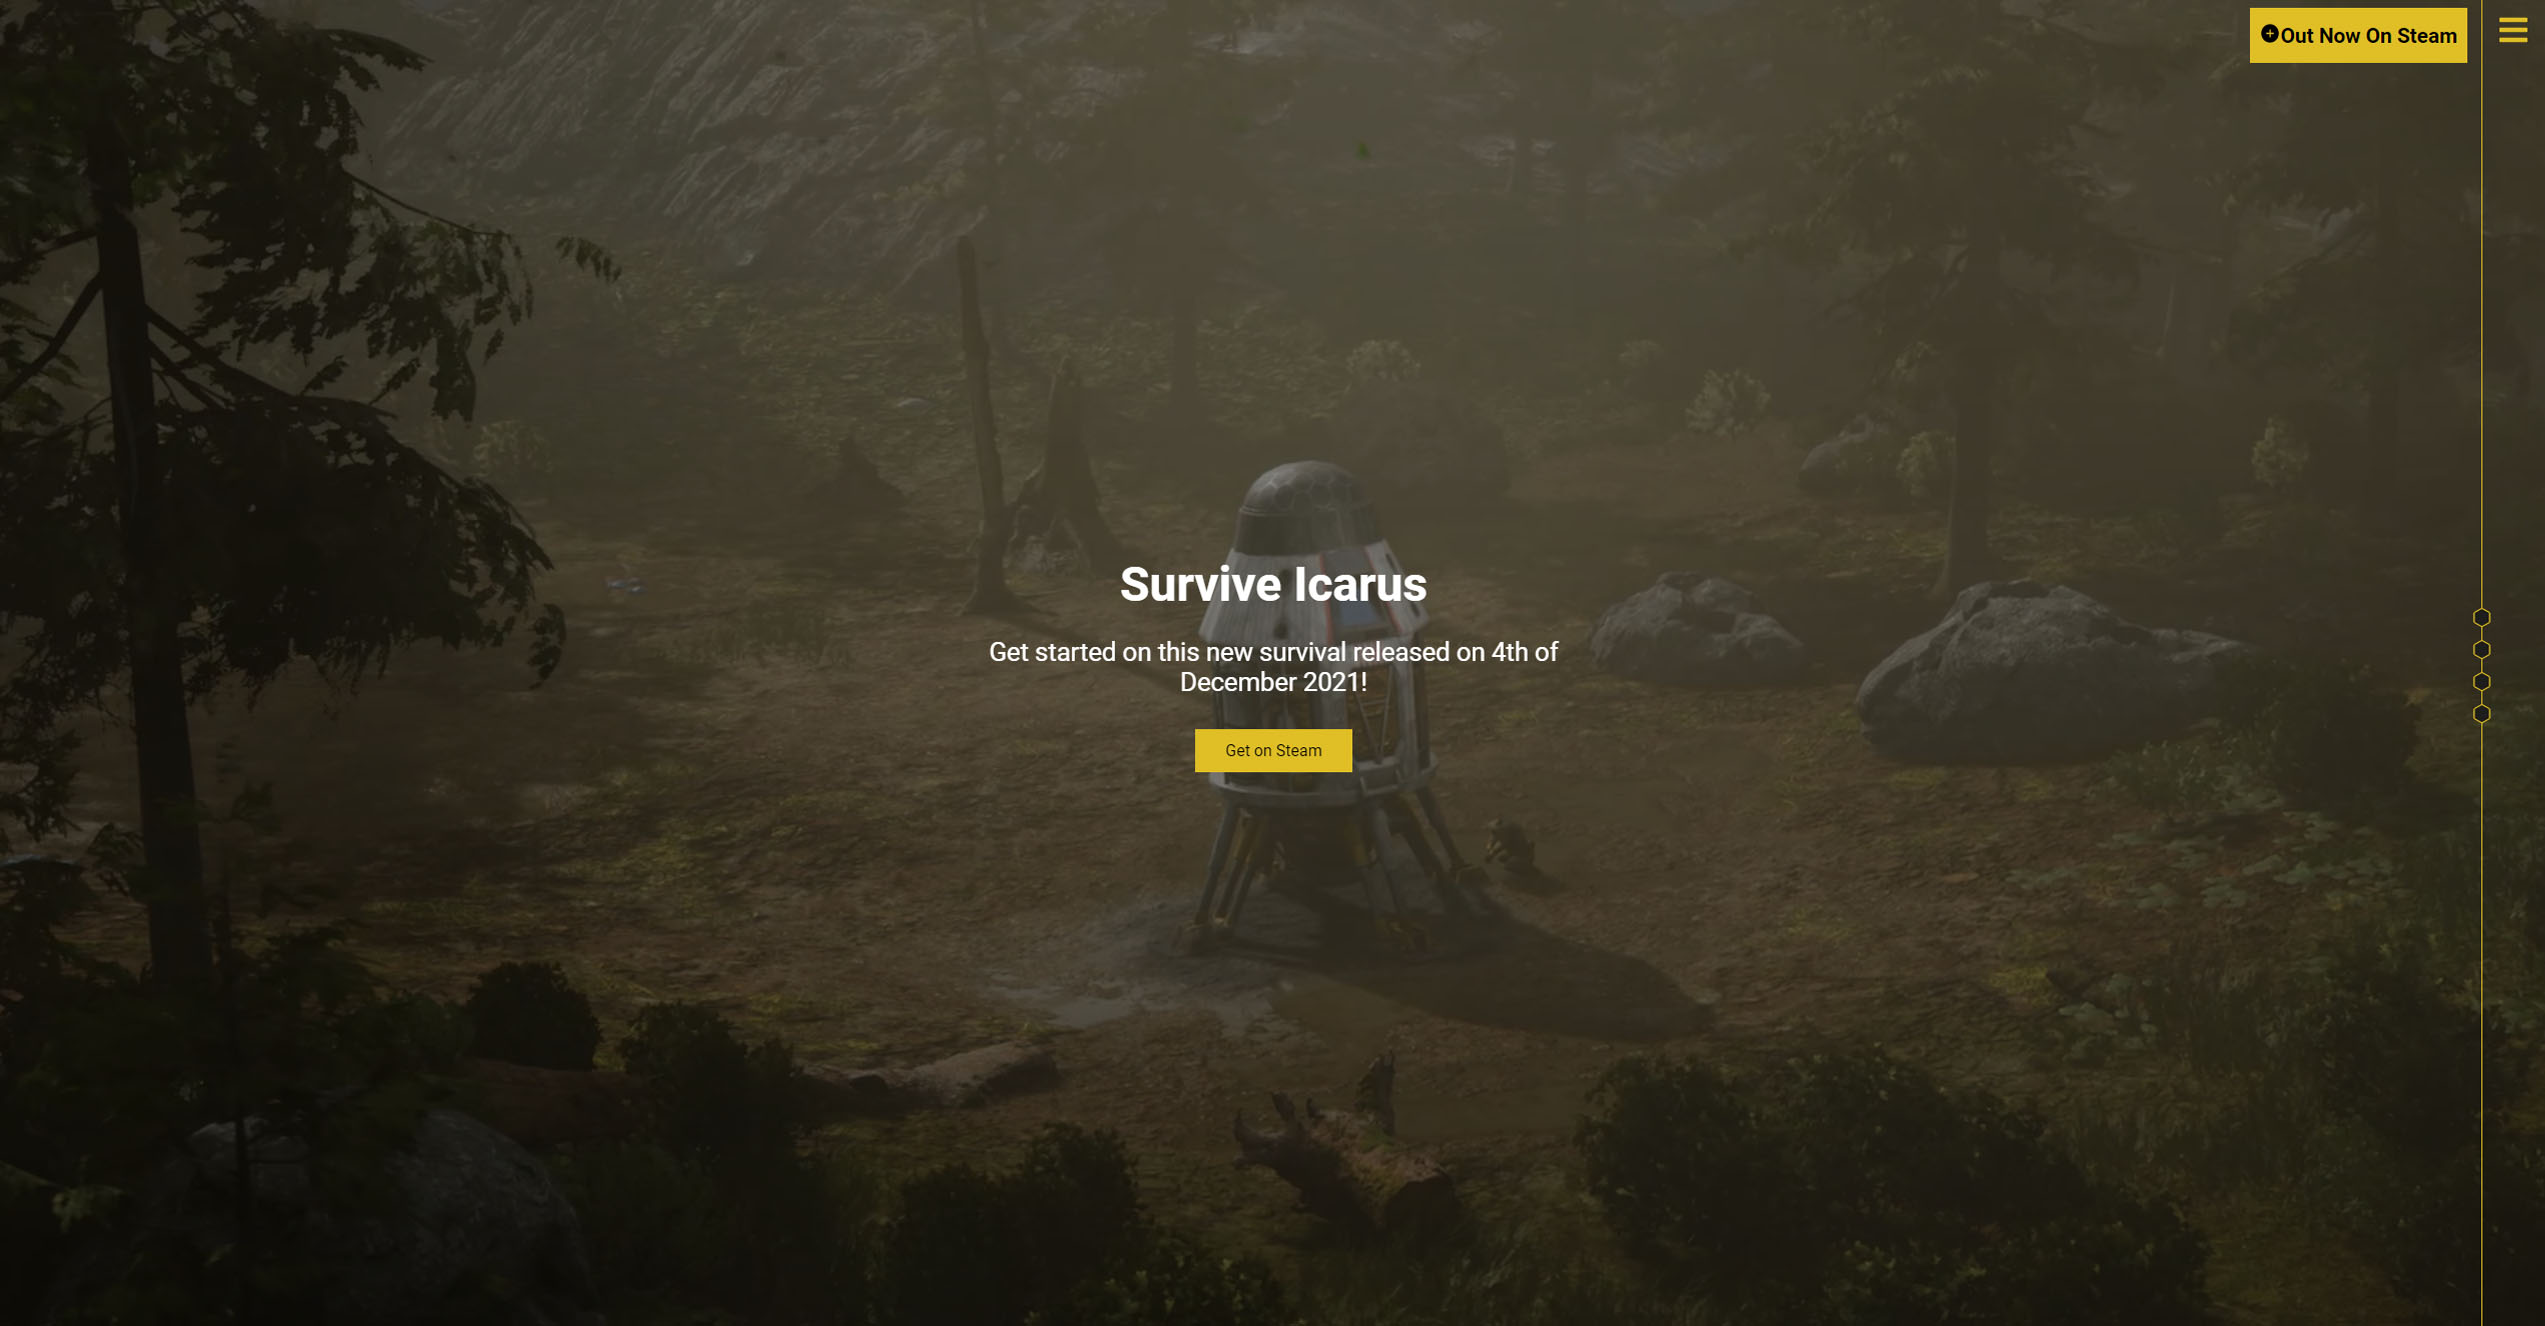 Out Now On Steam
Survive Icarus
Get started on this new survival released on 4th of
December 2021!
Get on Steam